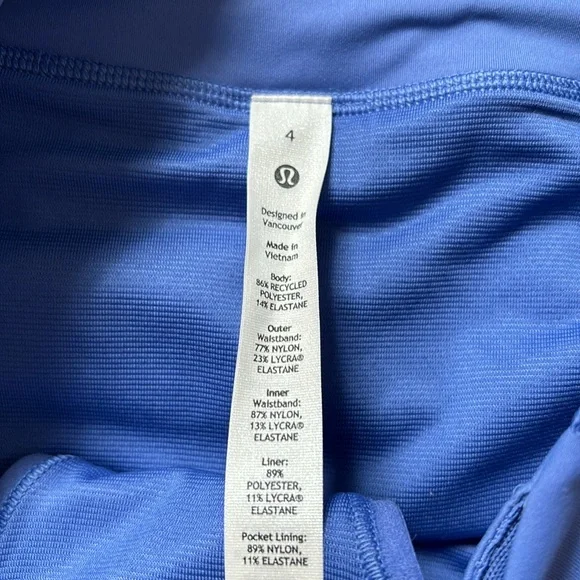 4
Designed in
Vancouver
Made in
Vietnam
Body:
86% RECYCLED
POLYESTER,
14% ELASTANE
Outer
Waistband:
77% NYLON,
23% LYCRA®
ELASTANE
Inner
Waistband:
87% NYLON,
13% LYCRA®
ELASTANE
Liner:
89%
POLYESTER,
11% LYCRA®
ELASTANE
Pocket Lining:
89% NYLON,
11% ELASTANE